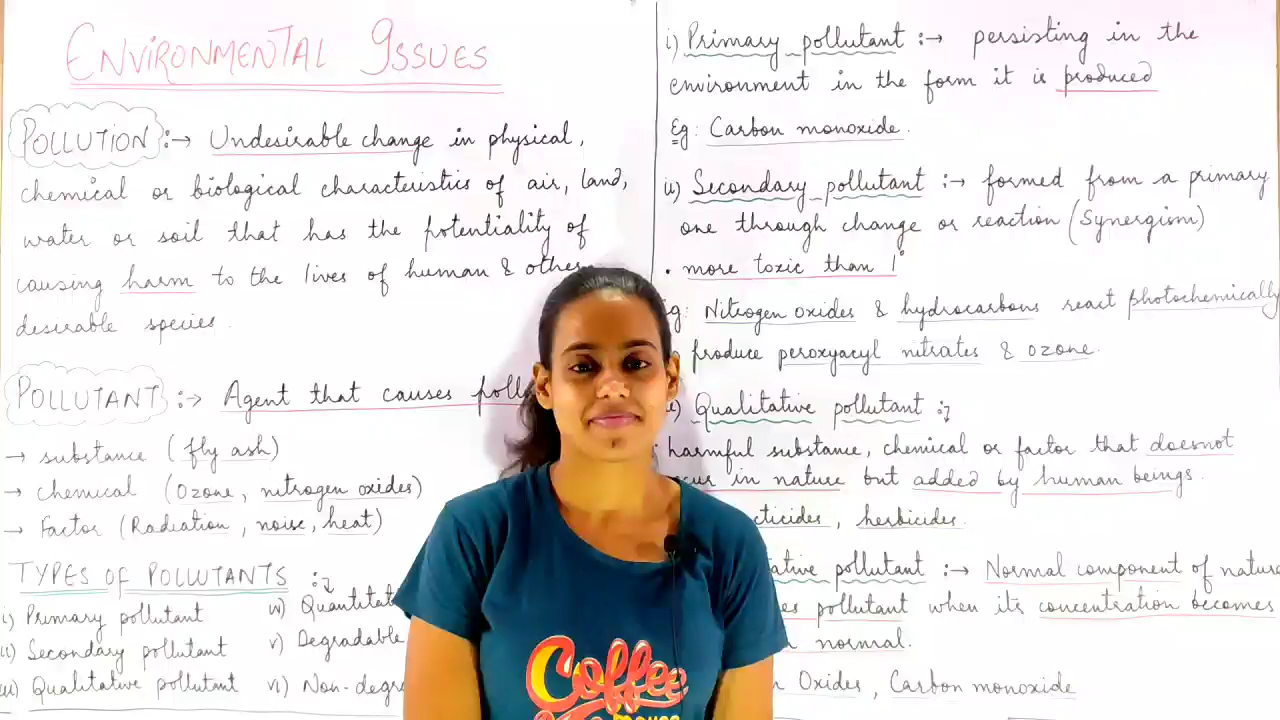 ENVIRONMENTAL ISSUES
POLLUTION :→ Undesirable change in physical,
chemical or biological characteristics of air, land,
water or soil that has the potentiality of
causing harm to the lives of human & other
desirable species.
POLLUTANT :→ Agent that causes
→ substance (fly ash)
→ chemical (Ozone, nitrogen oxides)
→ Factor (Radiation, noise, heat)
TYPES OF POLLUTANTS :↴
i) Primary pollutant
ii) Secondary pollutant
iii) Qualitative pollutant
iv)
v) Degradable
vi)
i) Primary pollutant :→ persisting in the
environment in the form it is produced
Eg: Carbon monoxide.
ii) Secondary pollutant :→ formed from a primary
one through change or reaction (Synergism)
• more toxic than 1°
Nitrogen oxides & hydrocarbons react photochemically
produce peroxyacyl nitrates & ozone.
Qualitative pollutant :↴
harmful substance, chemical or factor that doesnot
in nature but added by human beings.
herbicides.
pollutant :→ Normal component of nature
pollutant when its concentration becomes
normal.
Oxides, Carbon monoxide
Coffee